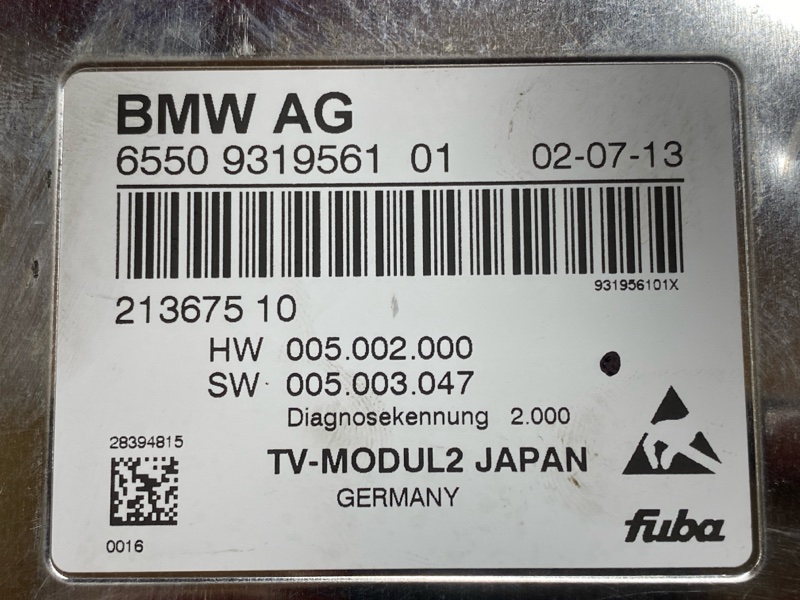 BMW AG
6550 9319561 01 02-07-13
931956101X
213675 10
HW 005.002.000
SW 005.003.047
Diagnosekennung 2.000
28394815
TV-MODUL2 JAPAN
GERMANY
fuba
0016